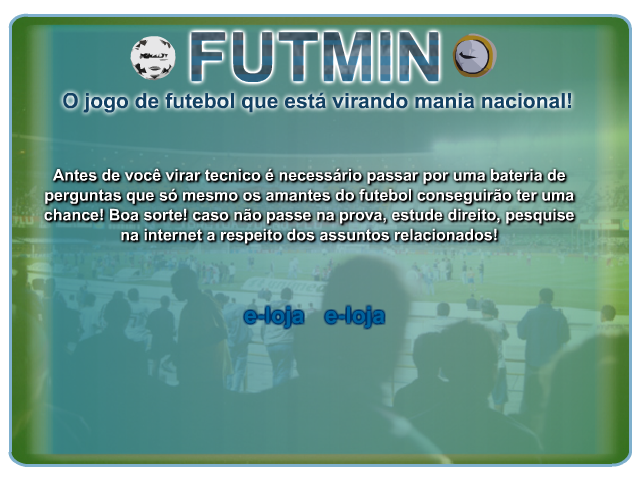 FUTMIN
O jogo de futebol que está virando mania nacional!
Antes de você virar tecnico é necessário passar por uma bateria de
perguntas que só mesmo os amantes do futebol conseguirão ter uma
chance! Boa sorte! caso não passe na prova, estude direito, pesquise
na internet a respeito dos assuntos relacionados!
e-loja e-loja